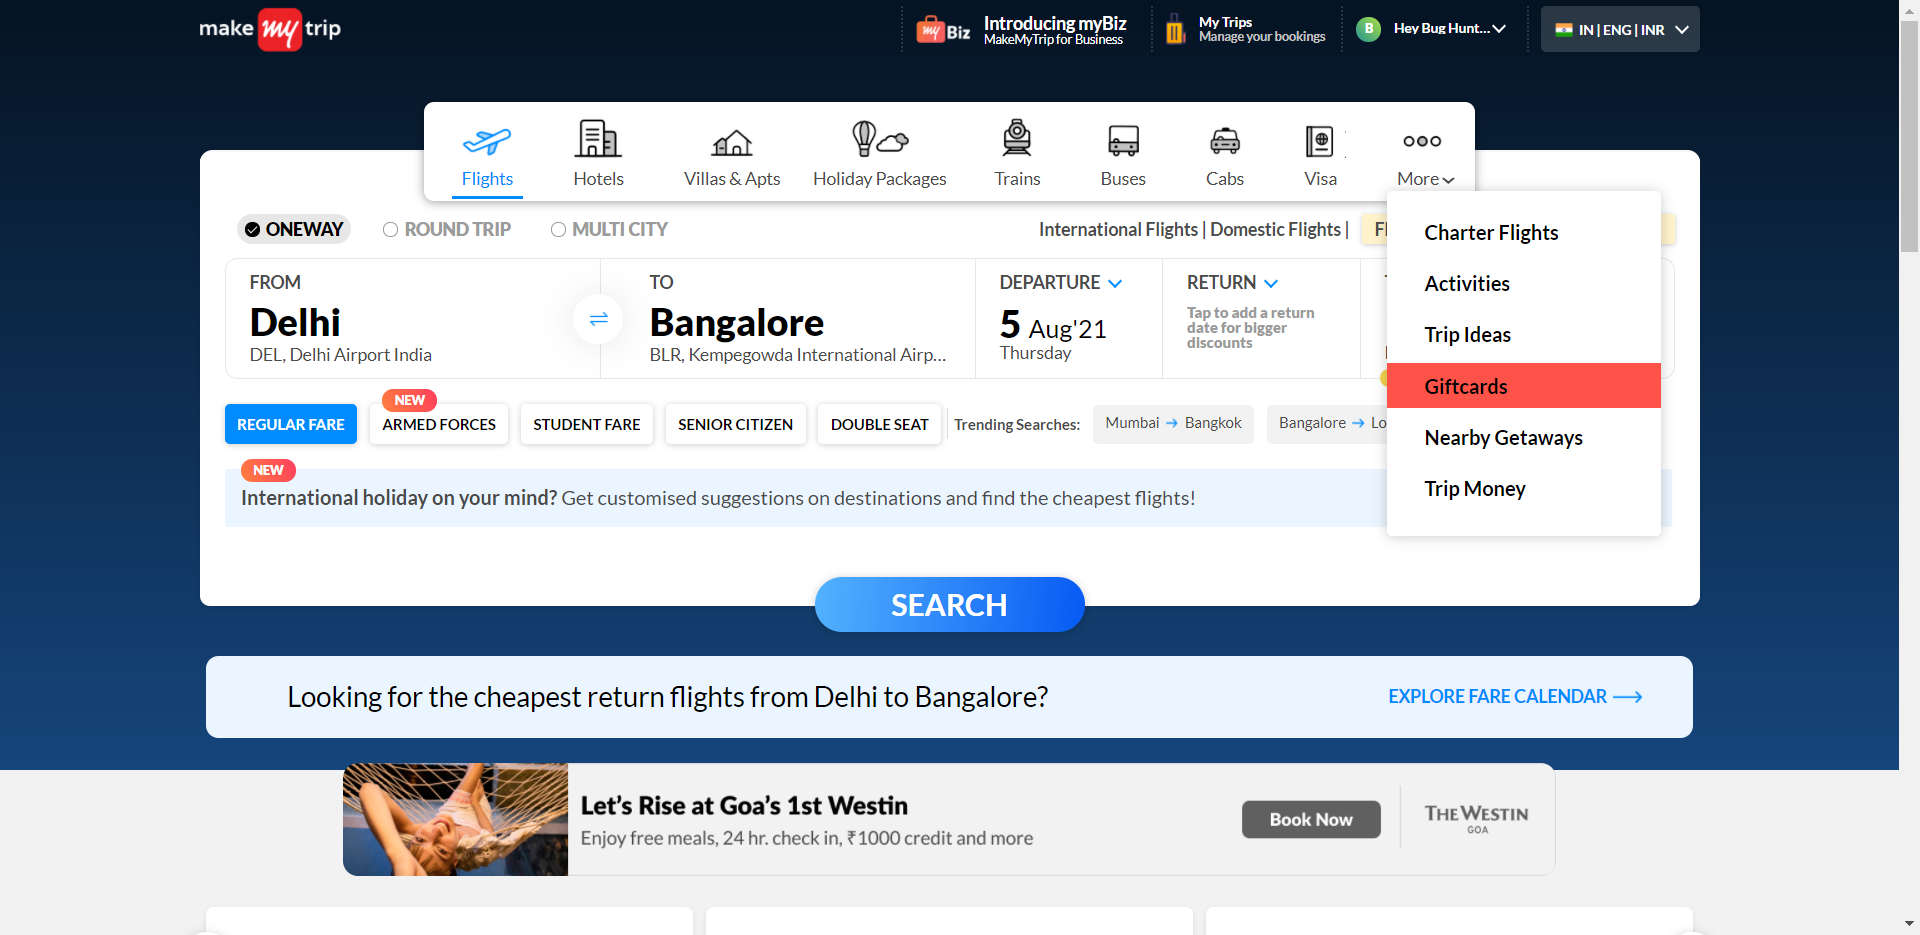 make my trip
my Biz
Introducing myBiz
MakeMyTrip for Business
My Trips
Manage your bookings
B
Hey Bug Hunt...
IN | ENG | INR
Flights
Hotels
Villas & Apts
Holiday Packages
Trains
Buses
Cabs
Visa
More
Charter Flights
Activities
Trip Ideas
Giftcards
Nearby Getaways
Trip Money
ONEWAY
ROUND TRIP
MULTI CITY
International Flights | Domestic Flights |
FROM
Delhi
DEL, Delhi Airport India
TO
Bangalore
BLR, Kempegowda International Airp...
DEPARTURE
5 Aug'21
Thursday
RETURN
Tap to add a return
date for bigger
discounts
REGULAR FARE
NEW
ARMED FORCES
STUDENT FARE
SENIOR CITIZEN
DOUBLE SEAT
Trending Searches:
Mumbai → Bangkok
Bangalore → Lo
NEW
International holiday on your mind? Get customised suggestions on destinations and find the cheapest flights!
SEARCH
Looking for the cheapest return flights from Delhi to Bangalore?
EXPLORE FARE CALENDAR
Let's Rise at Goa's 1st Westin
Enjoy free meals, 24 hr. check in, ₹1000 credit and more
Book Now
THE WESTIN
GOA